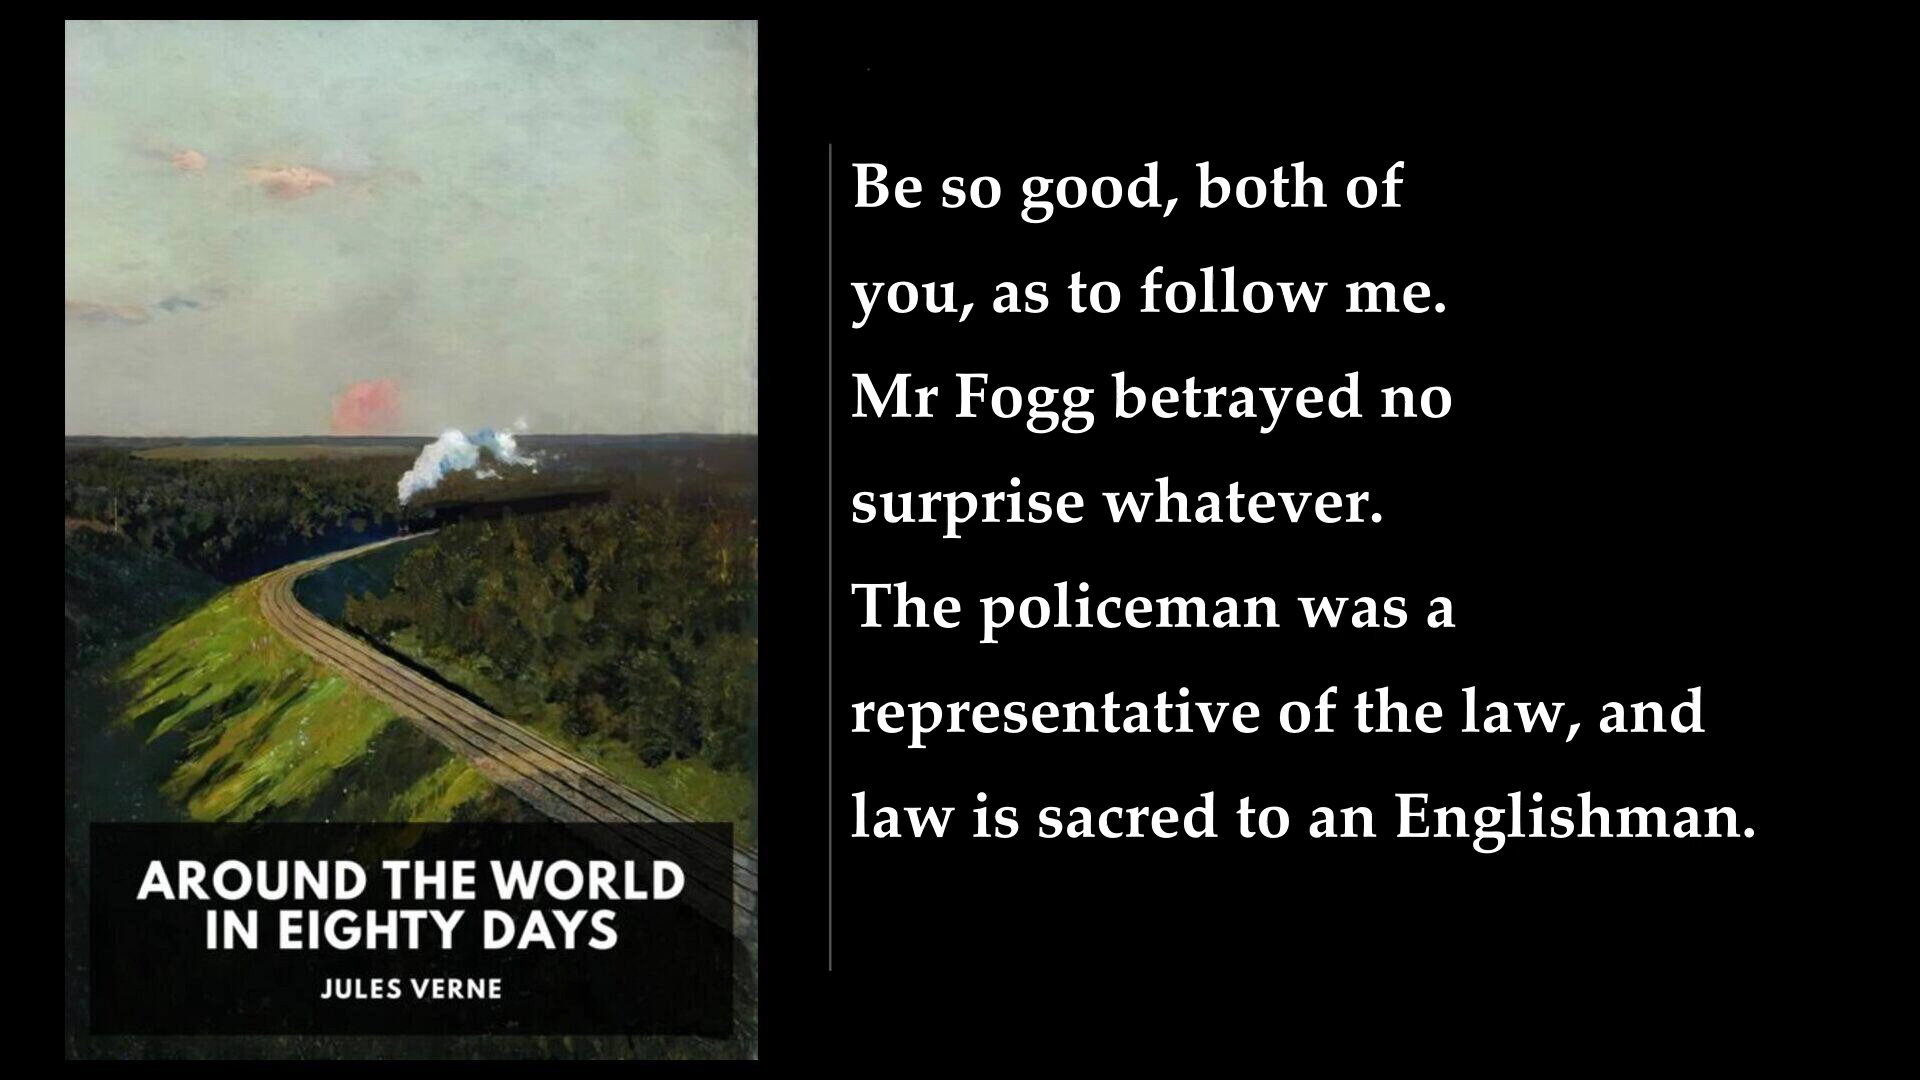 AROUND THE WORLD
IN EIGHTY DAYS
JULES VERNE
Be so good, both of
you, as to follow me.
Mr Fogg betrayed no
surprise whatever.
The policeman was a
representative of the law, and
law is sacred to an Englishman.